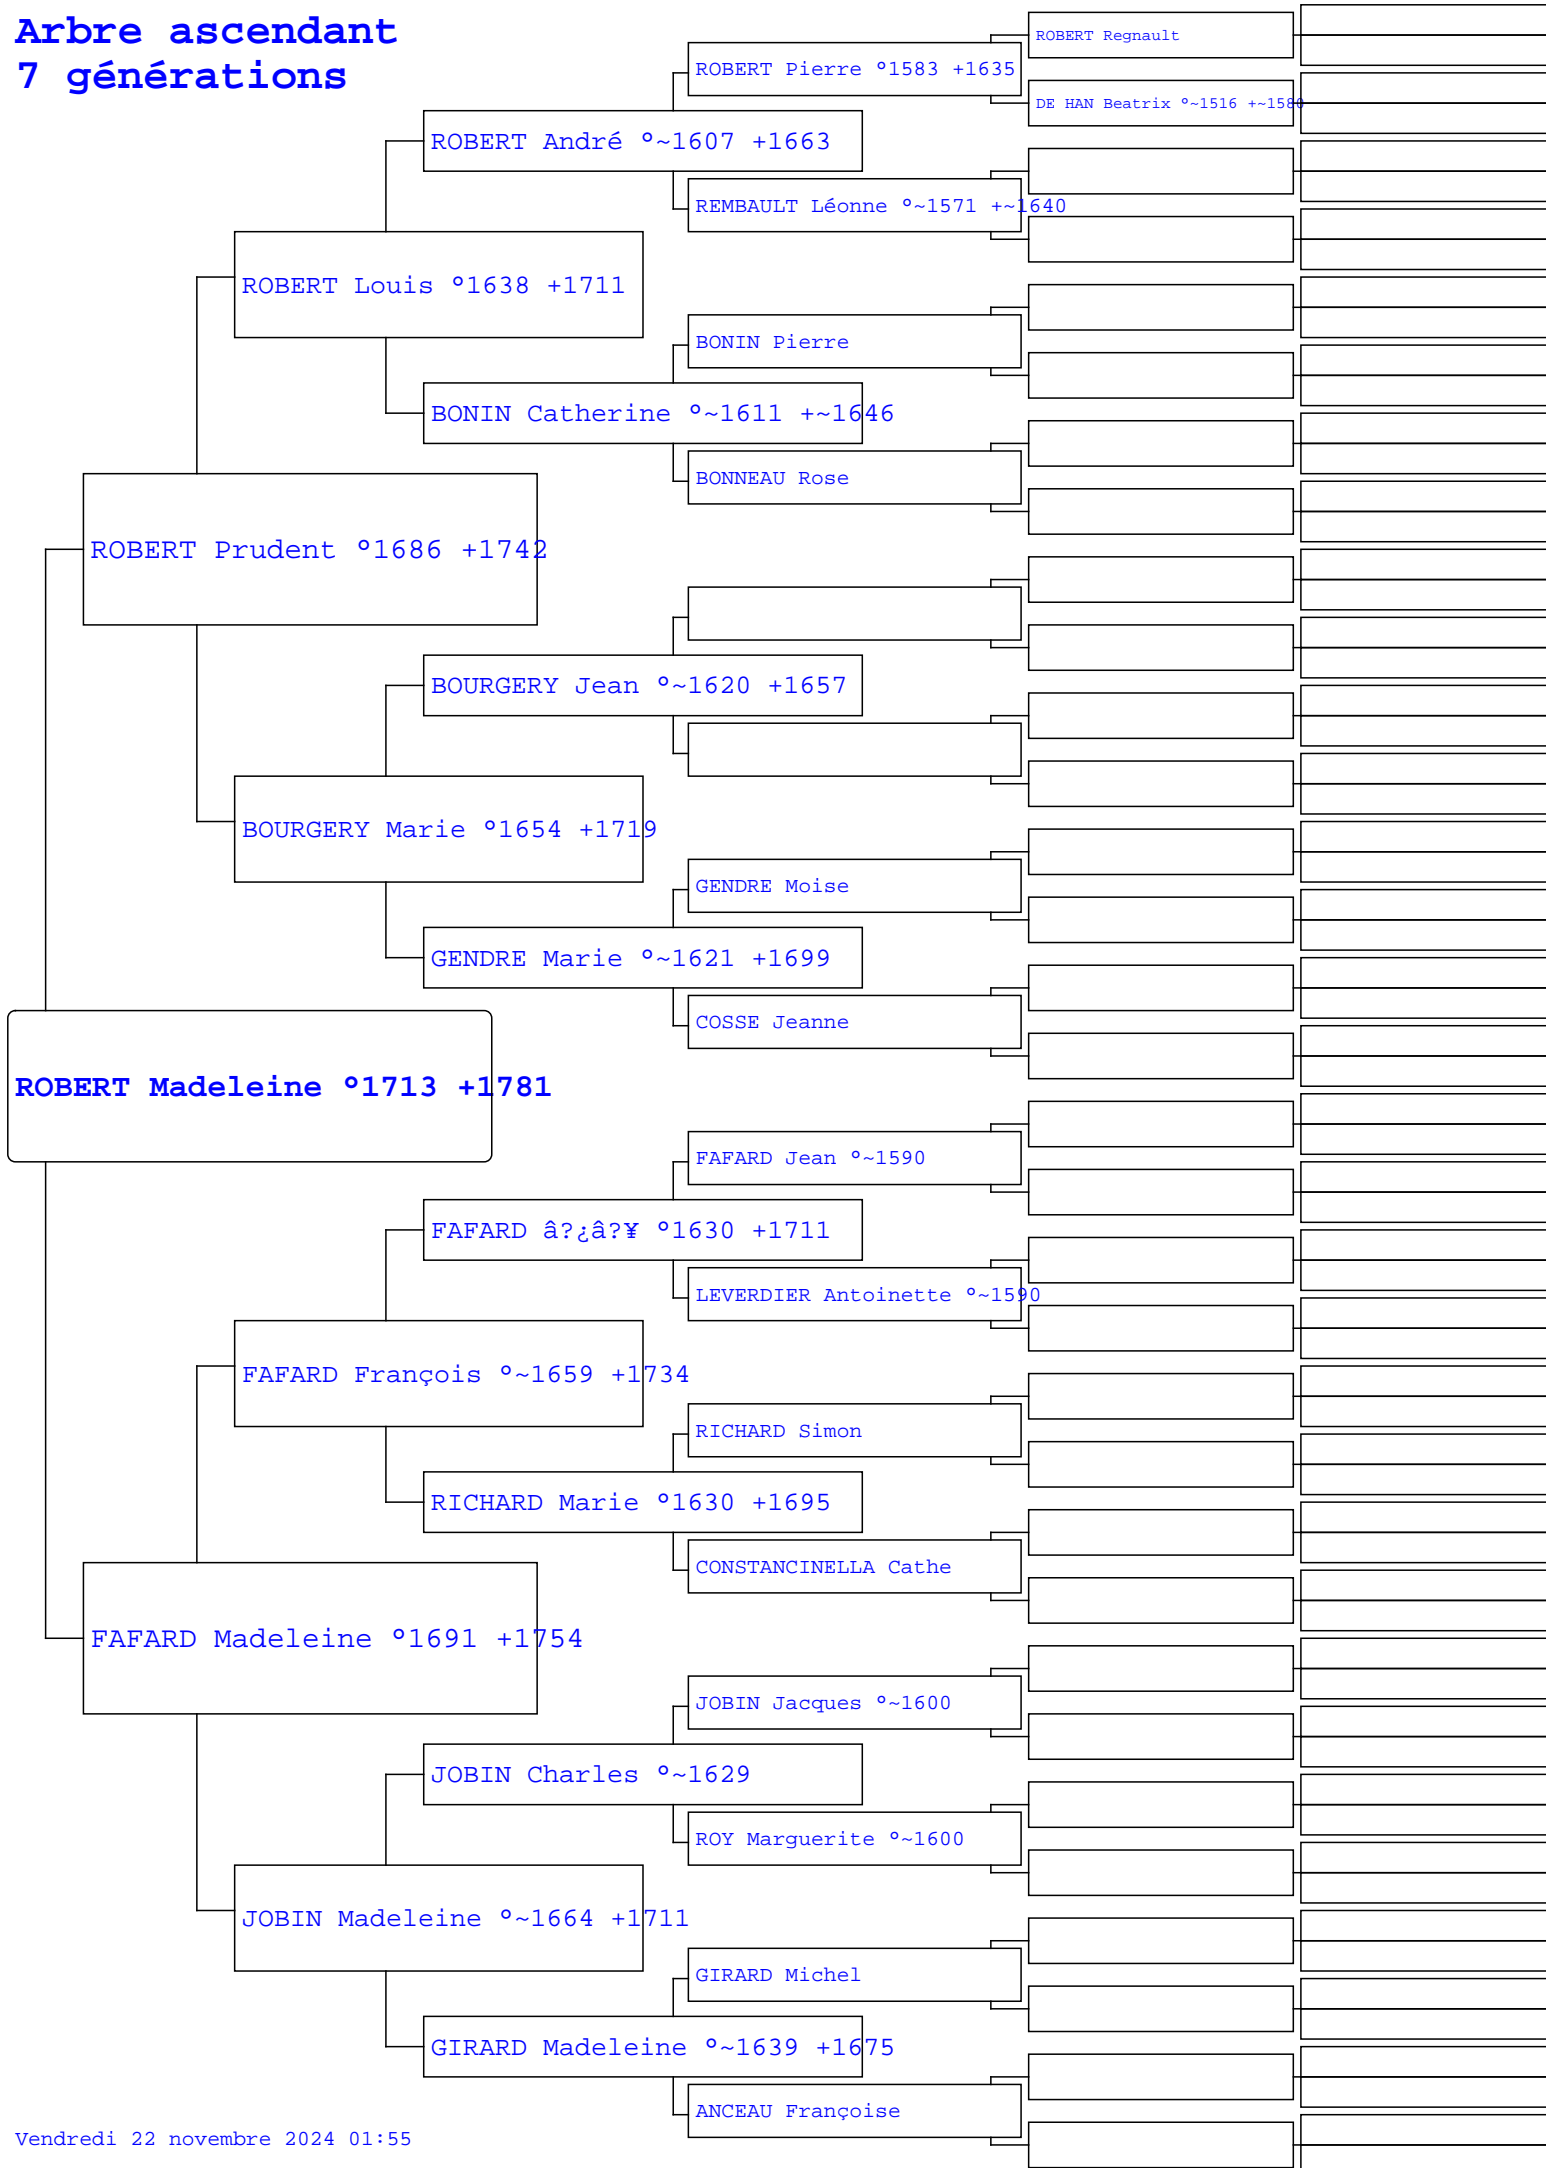 Arbre ascendant
7 générations
ROBERT Regnault
ROBERT Pierre °1583 +1635
DE HAN Beatrix °~1516 +~1580
ROBERT André °~1607 +1663
REMBAULT Léonne °~1571 +~1640
ROBERT Louis °1638 +1711
BONIN Pierre
BONIN Catherine °~1611 +~1646
BONNEAU Rose
ROBERT Prudent °1686 +1742
BOURGERY Jean °~1620 +1657
BOURGERY Marie °1654 +1719
GENDRE Moise
GENDRE Marie °~1621 +1699
COSSE Jeanne
ROBERT Madeleine °1713 +1781
FAFARD Jean °~1590
FAFARD â?¿â?¥ °1630 +1711
LEVERDIER Antoinette °~1590
FAFARD François °~1659 +1734
RICHARD Simon
RICHARD Marie °1630 +1695
CONSTANCINELLA Cathe
FAFARD Madeleine °1691 +1754
JOBIN Jacques °~1600
JOBIN Charles °~1629
ROY Marguerite °~1600
JOBIN Madeleine °~1664 +1711
GIRARD Michel
GIRARD Madeleine °~1639 +1675
ANCEAU Françoise
Vendredi 22 novembre 2024 01:55